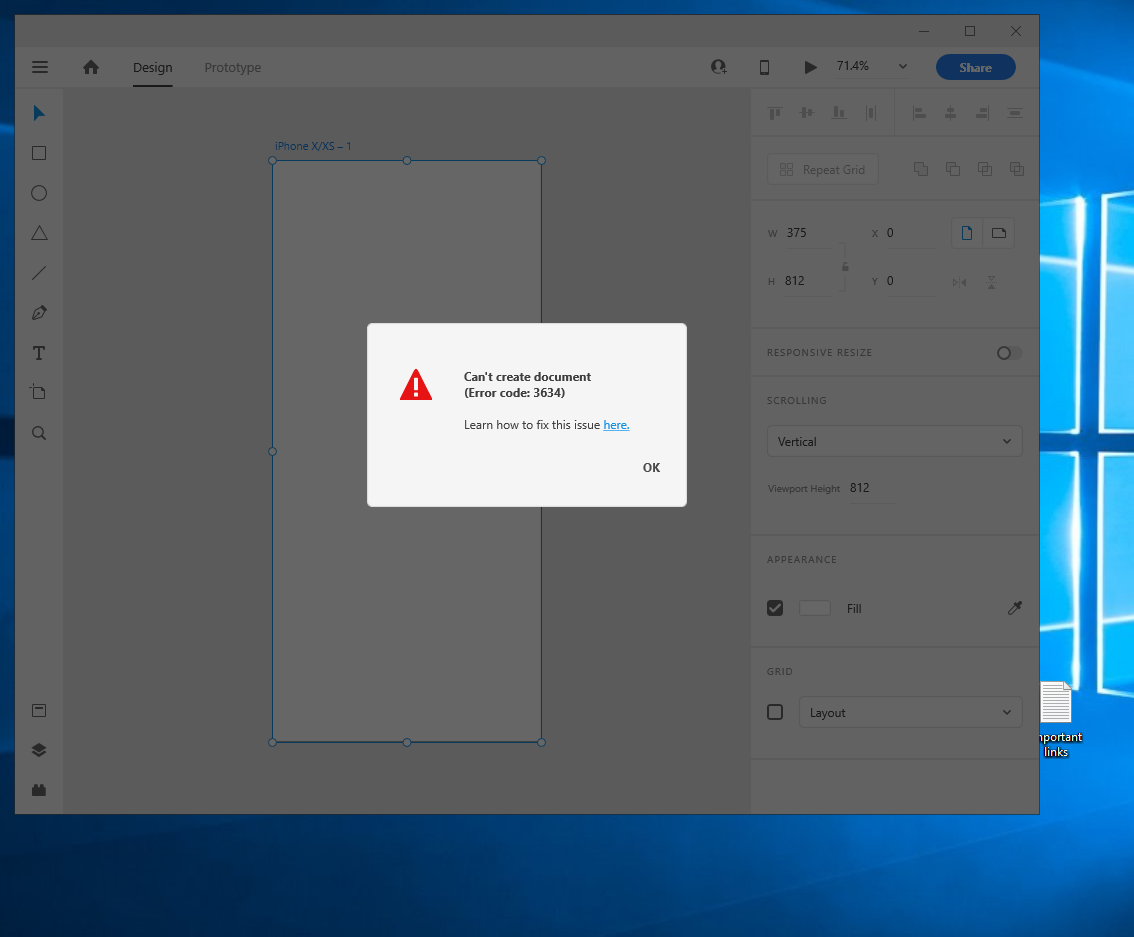 Design
Prototype
71.4%
Share
iPhone X/XS – 1
Repeat Grid
W 375
X 0
H 812
Y 0
RESPONSIVE RESIZE
SCROLLING
Vertical
Viewport Height 812
APPEARANCE
Fill
GRID
Layout
Can't create document
(Error code: 3634)
Learn how to fix this issue here.
OK
links